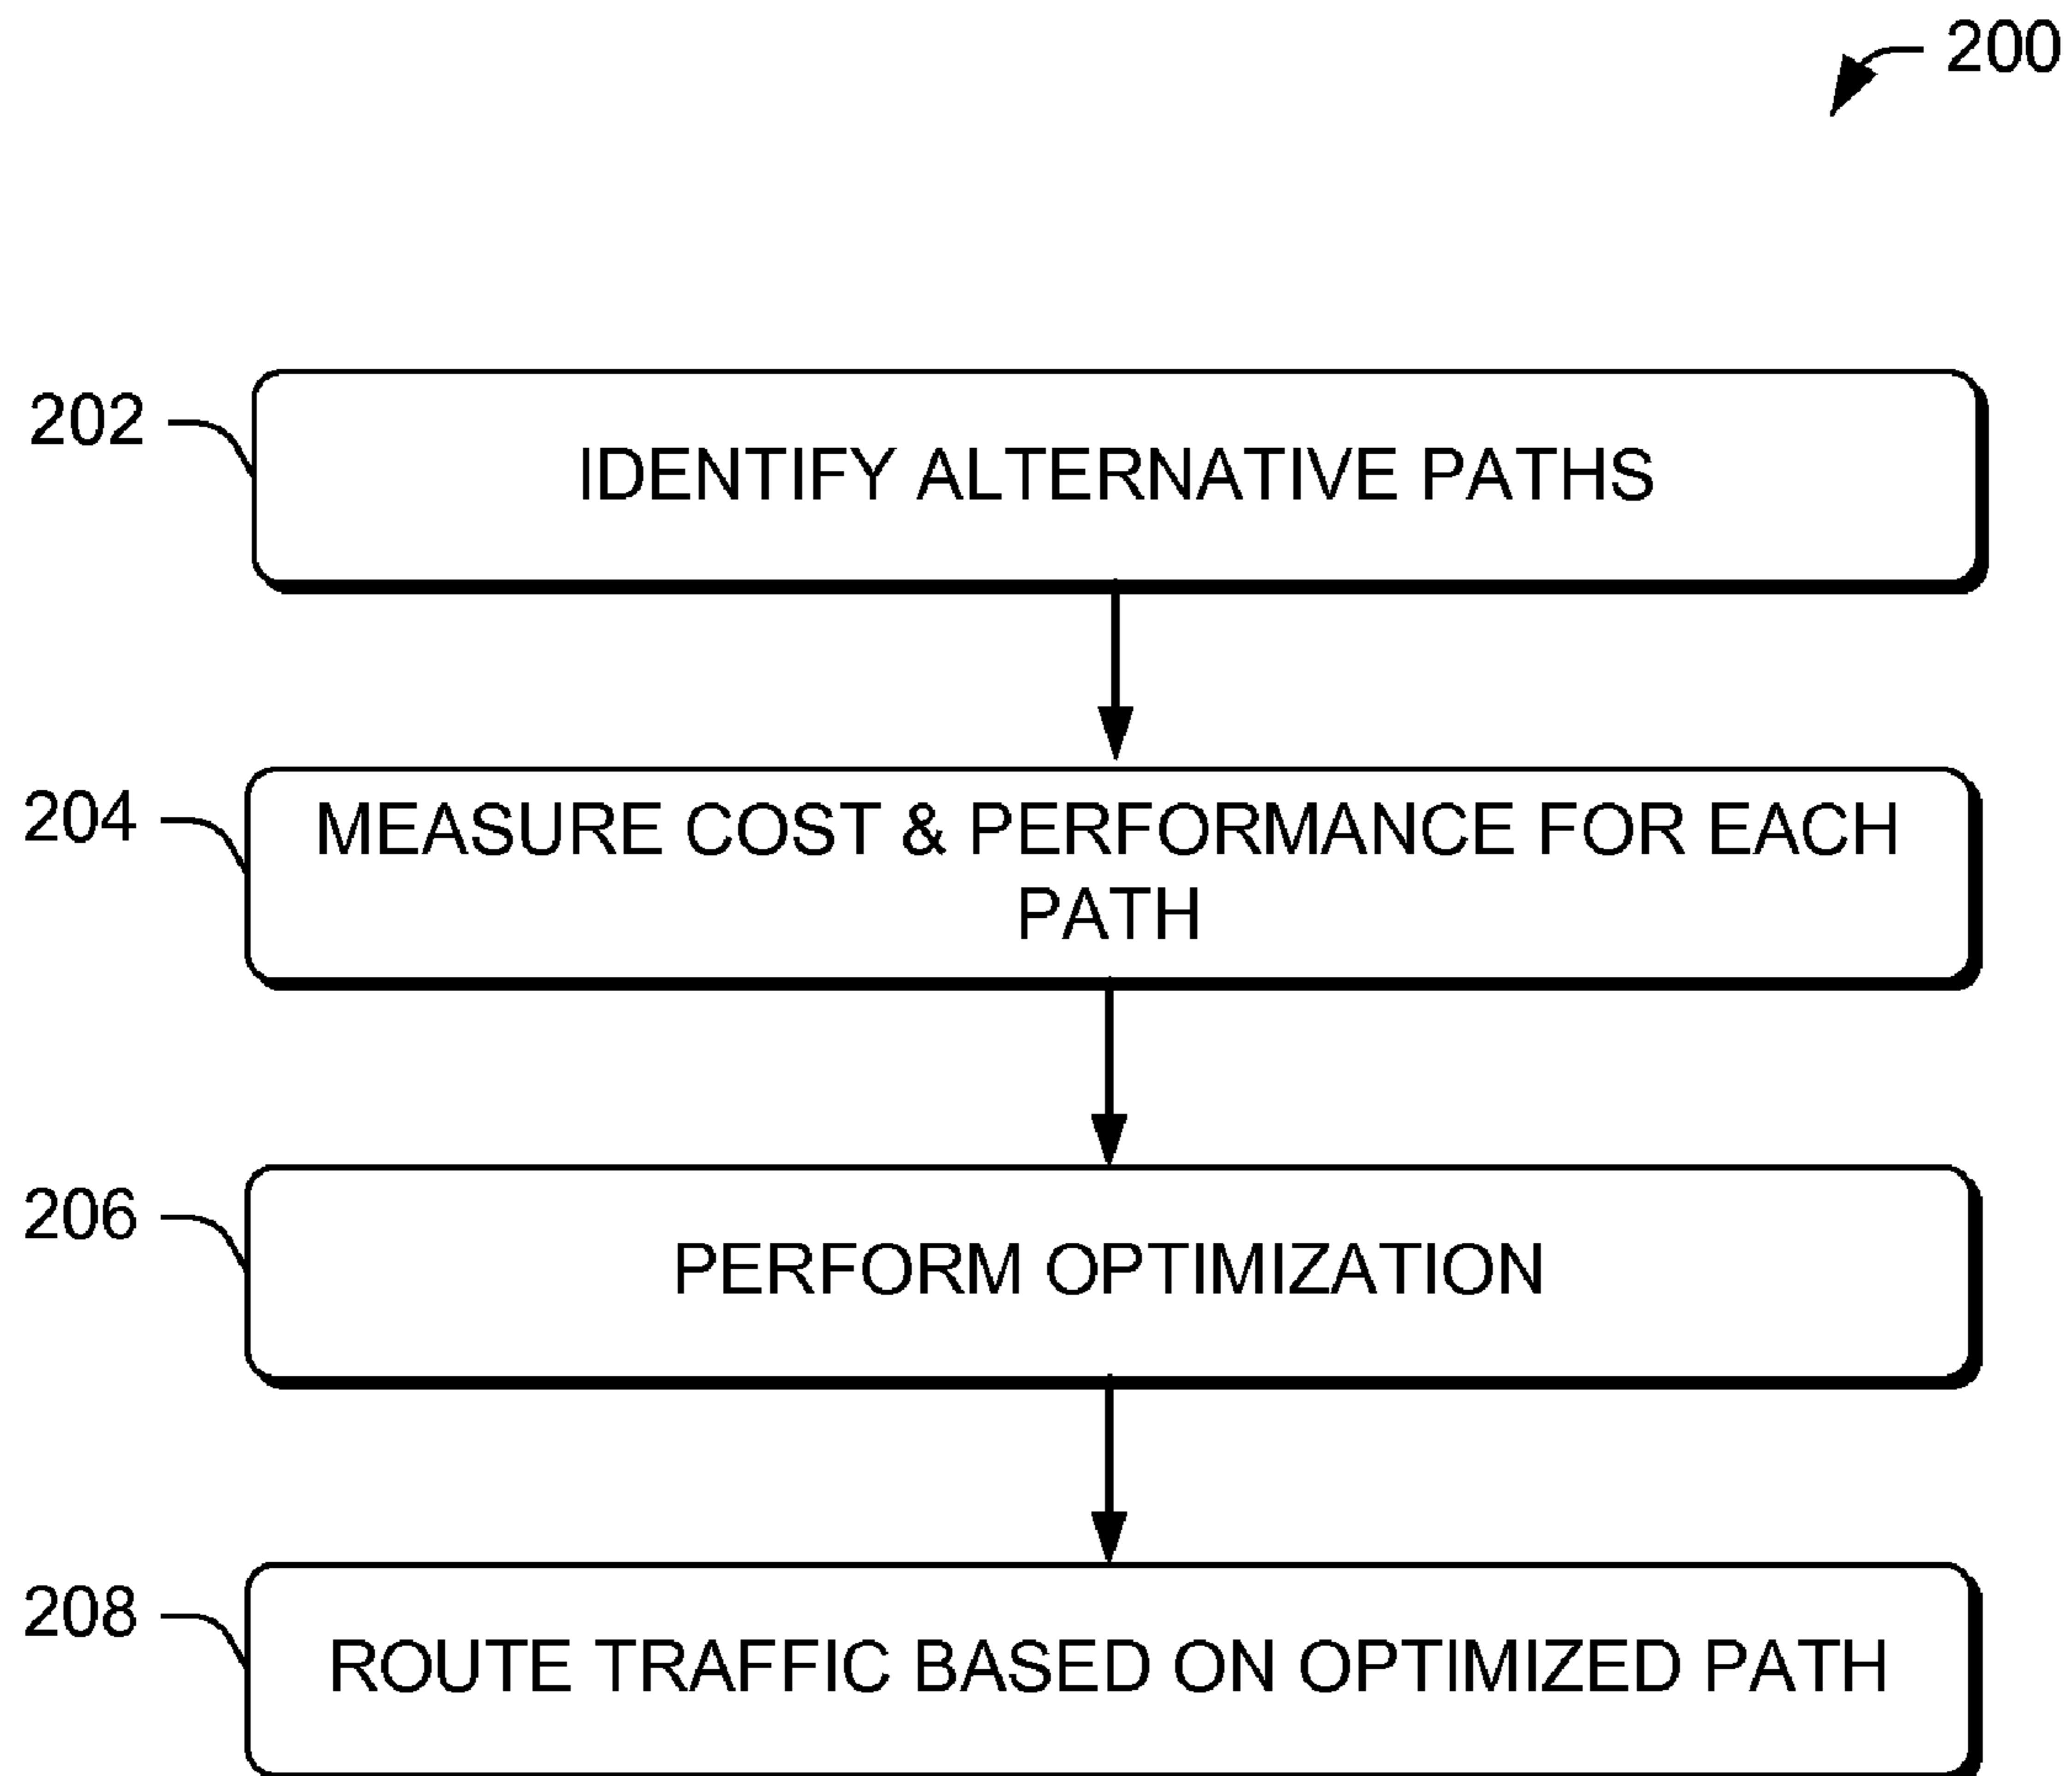 200
202
IDENTIFY ALTERNATIVE PATHS
204
MEASURE COST & PERFORMANCE FOR EACH
PATH
206
PERFORM OPTIMIZATION
208
ROUTE TRAFFIC BASED ON OPTIMIZED PATH